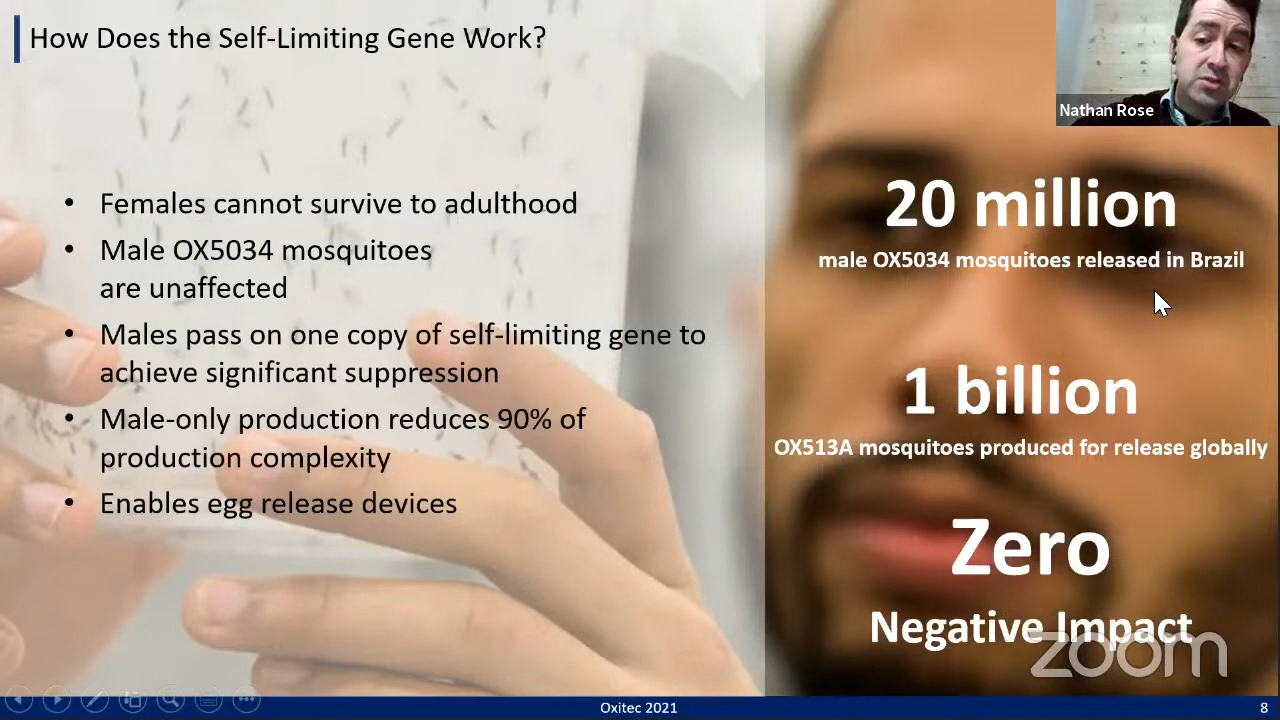 How Does the Self-Limiting Gene Work?
Nathan Rose
• Females cannot survive to adulthood
• Male OX5034 mosquitoes
are unaffected
• Males pass on one copy of self-limiting gene to
achieve significant suppression
• Male-only production reduces 90% of
production complexity
• Enables egg release devices
20 million
male OX5034 mosquitoes released in Brazil
1 billion
OX513A mosquitoes produced for release globally
Zero
Negative Impact
zoom
Oxitec 2021
8